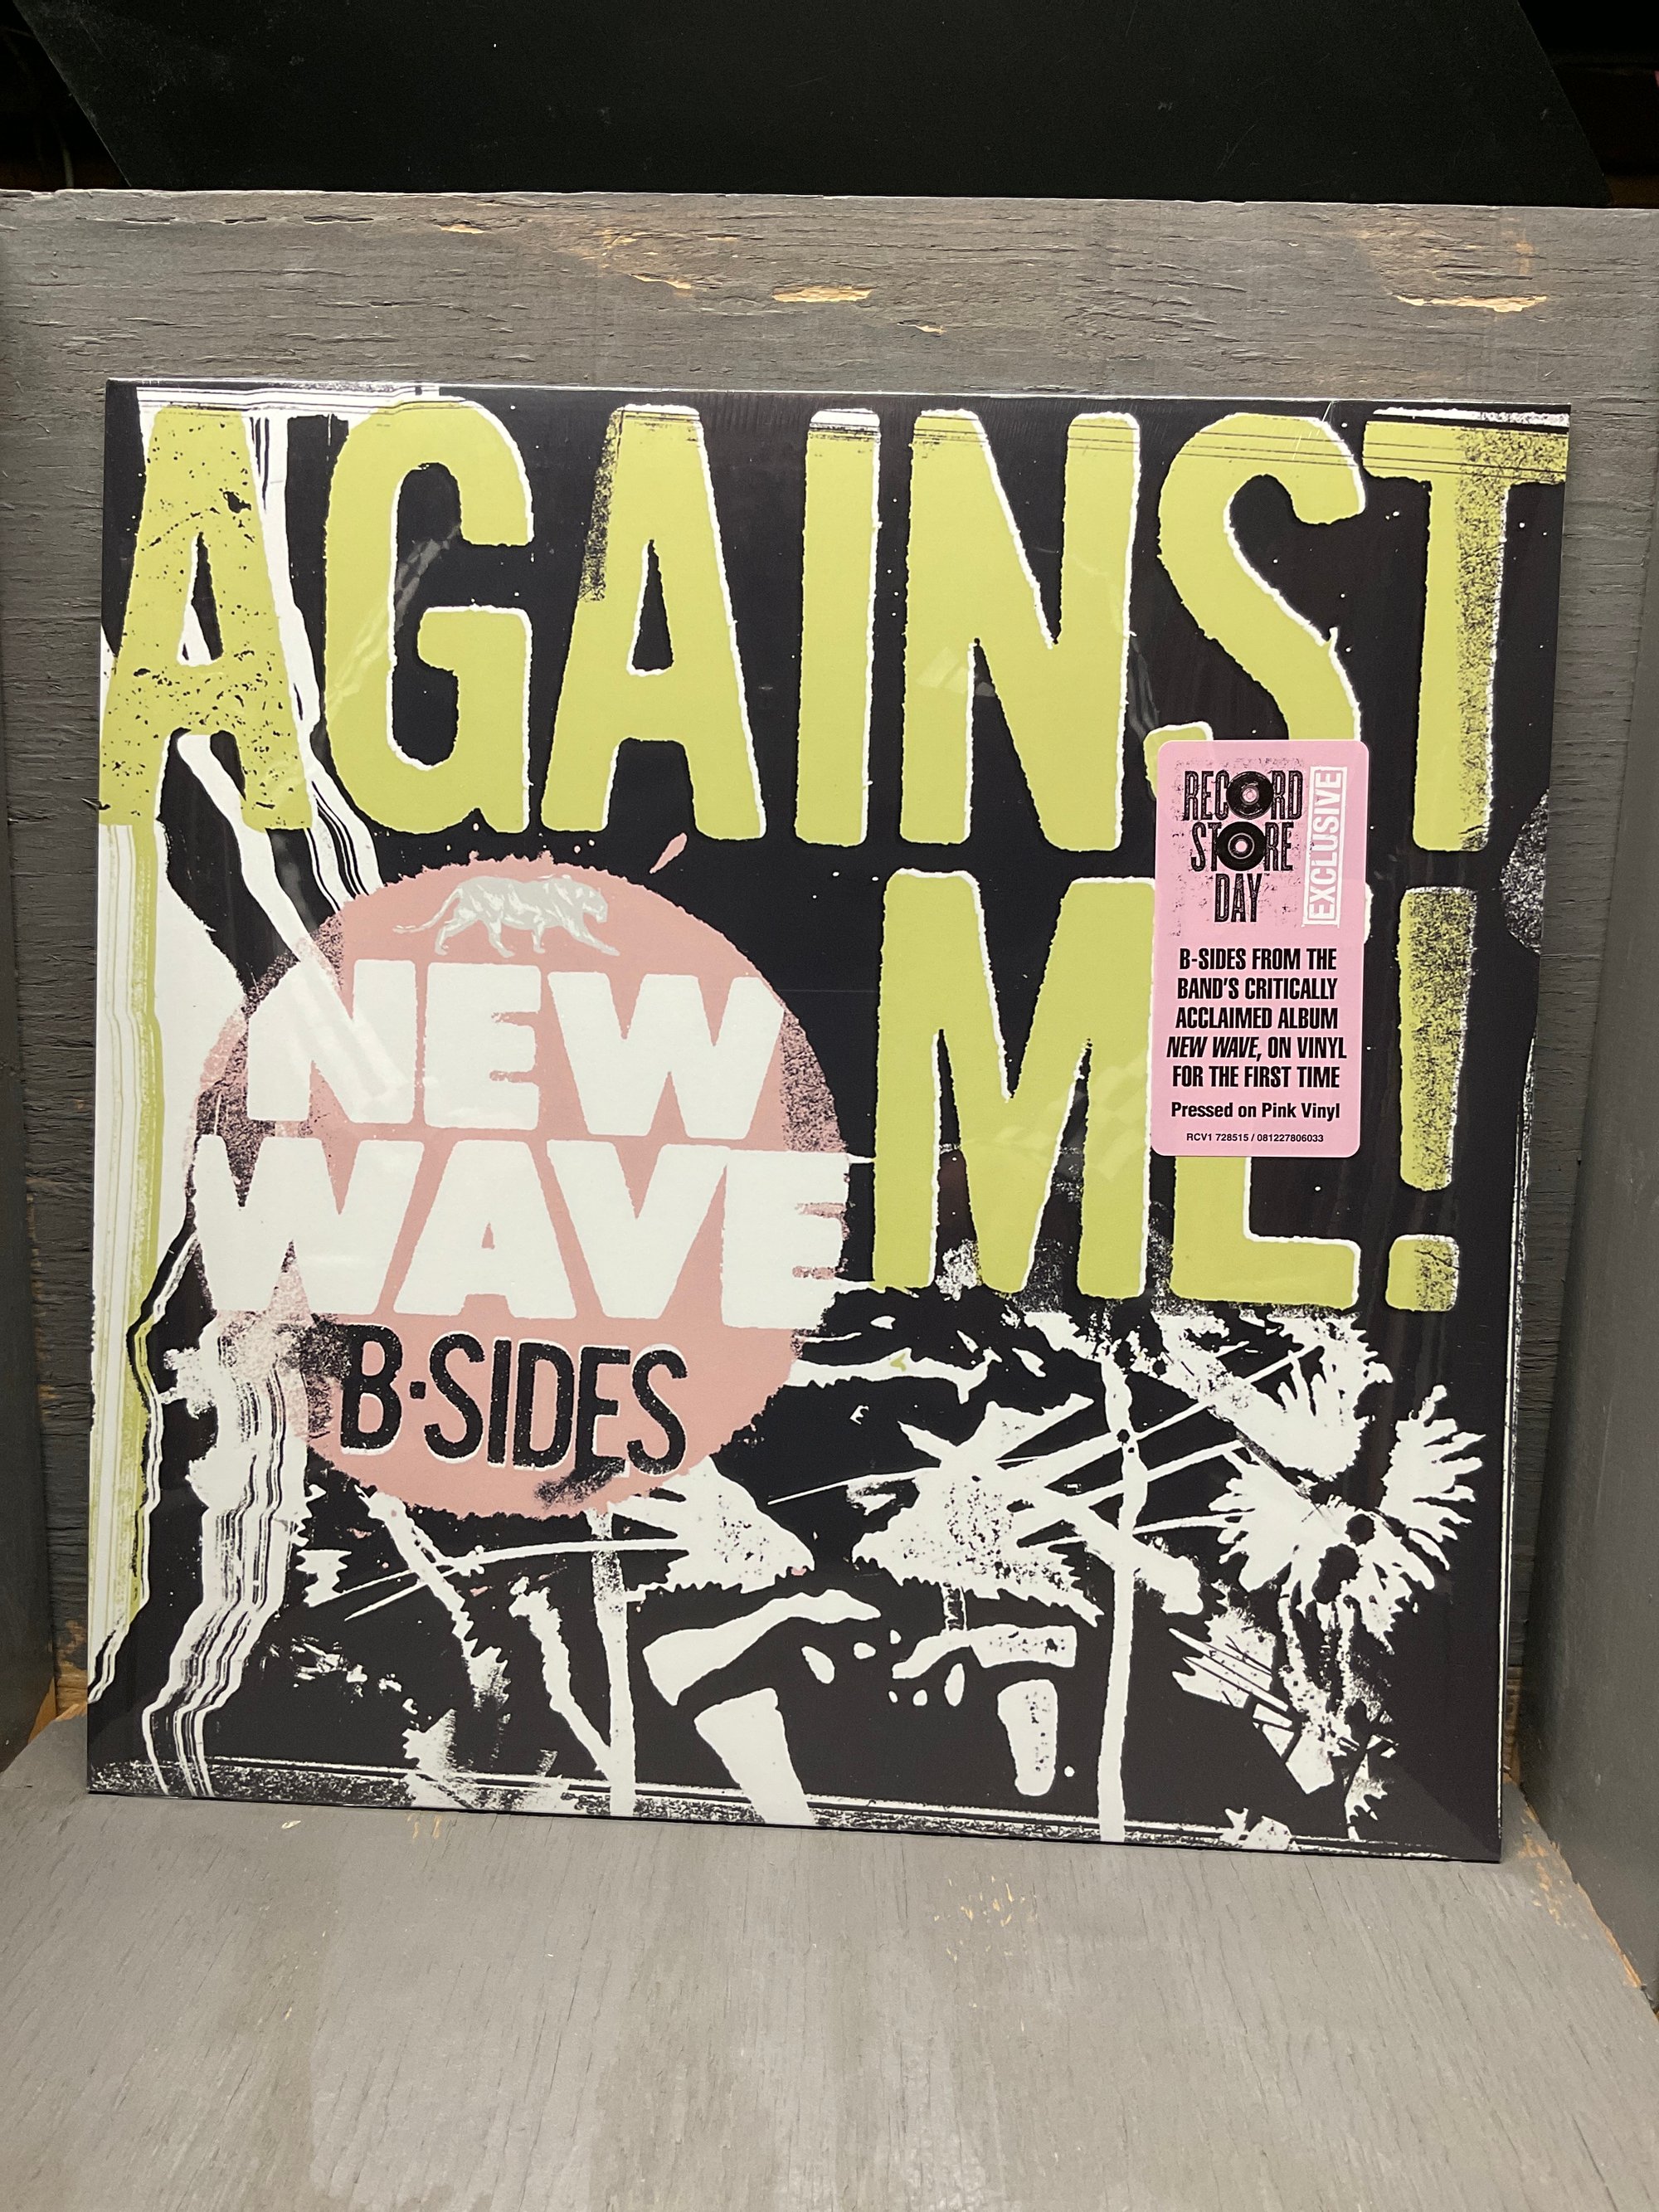 AGAINST
ME!
NEW
WAVE
B·SIDES
RECORD
STORE
DAY
EXCLUSIVE
B-SIDES FROM THE
BAND'S CRITICALLY
ACCLAIMED ALBUM
NEW WAVE, ON VINYL
FOR THE FIRST TIME
Pressed on Pink Vinyl
RCV1 728515 / 081227806033